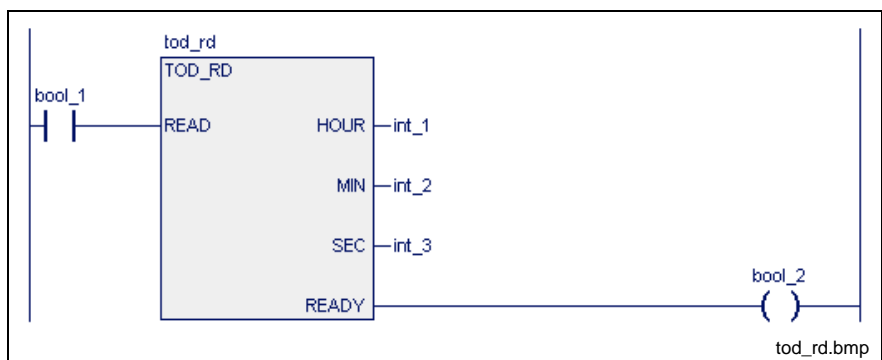 tod_rd
TOD_RD
bool_1
READ HOUR int_1
MIN int_2
SEC int_3
bool_2
READY
tod_rd.bmp